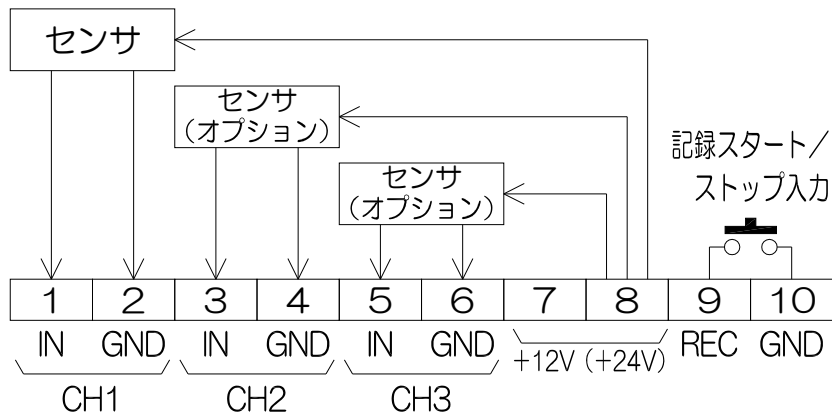 センサ
センサ
(オプション)
センサ
(オプション)
記録スタート/
ストップ入力
1 2 3 4 5 6 7 8 9 10
IN GND IN GND IN GND +12V (+24V) REC GND
CH1 CH2 CH3